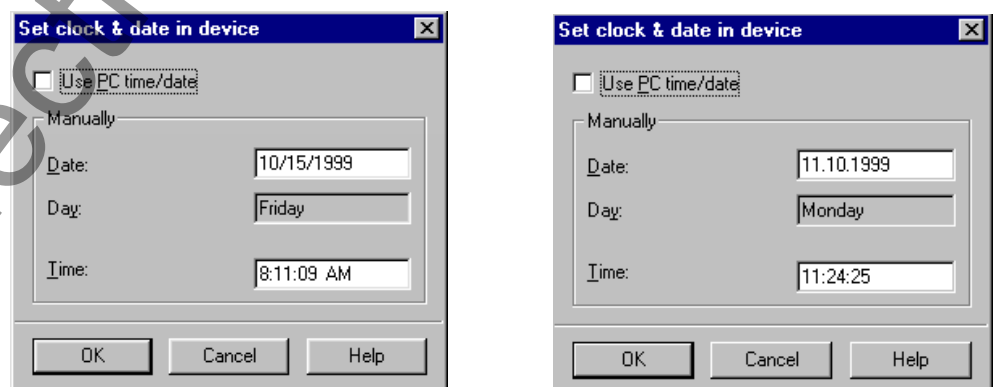 Set clock & date in device
Use PC time/date
Manually
Date: 10/15/1999
Day: Friday
Time: 8:11:09 AM
OK Cancel Help
Set clock & date in device
Use PC time/date
Manually
Date: 11.10.1999
Day: Monday
Time: 11:24:25
OK Cancel Help